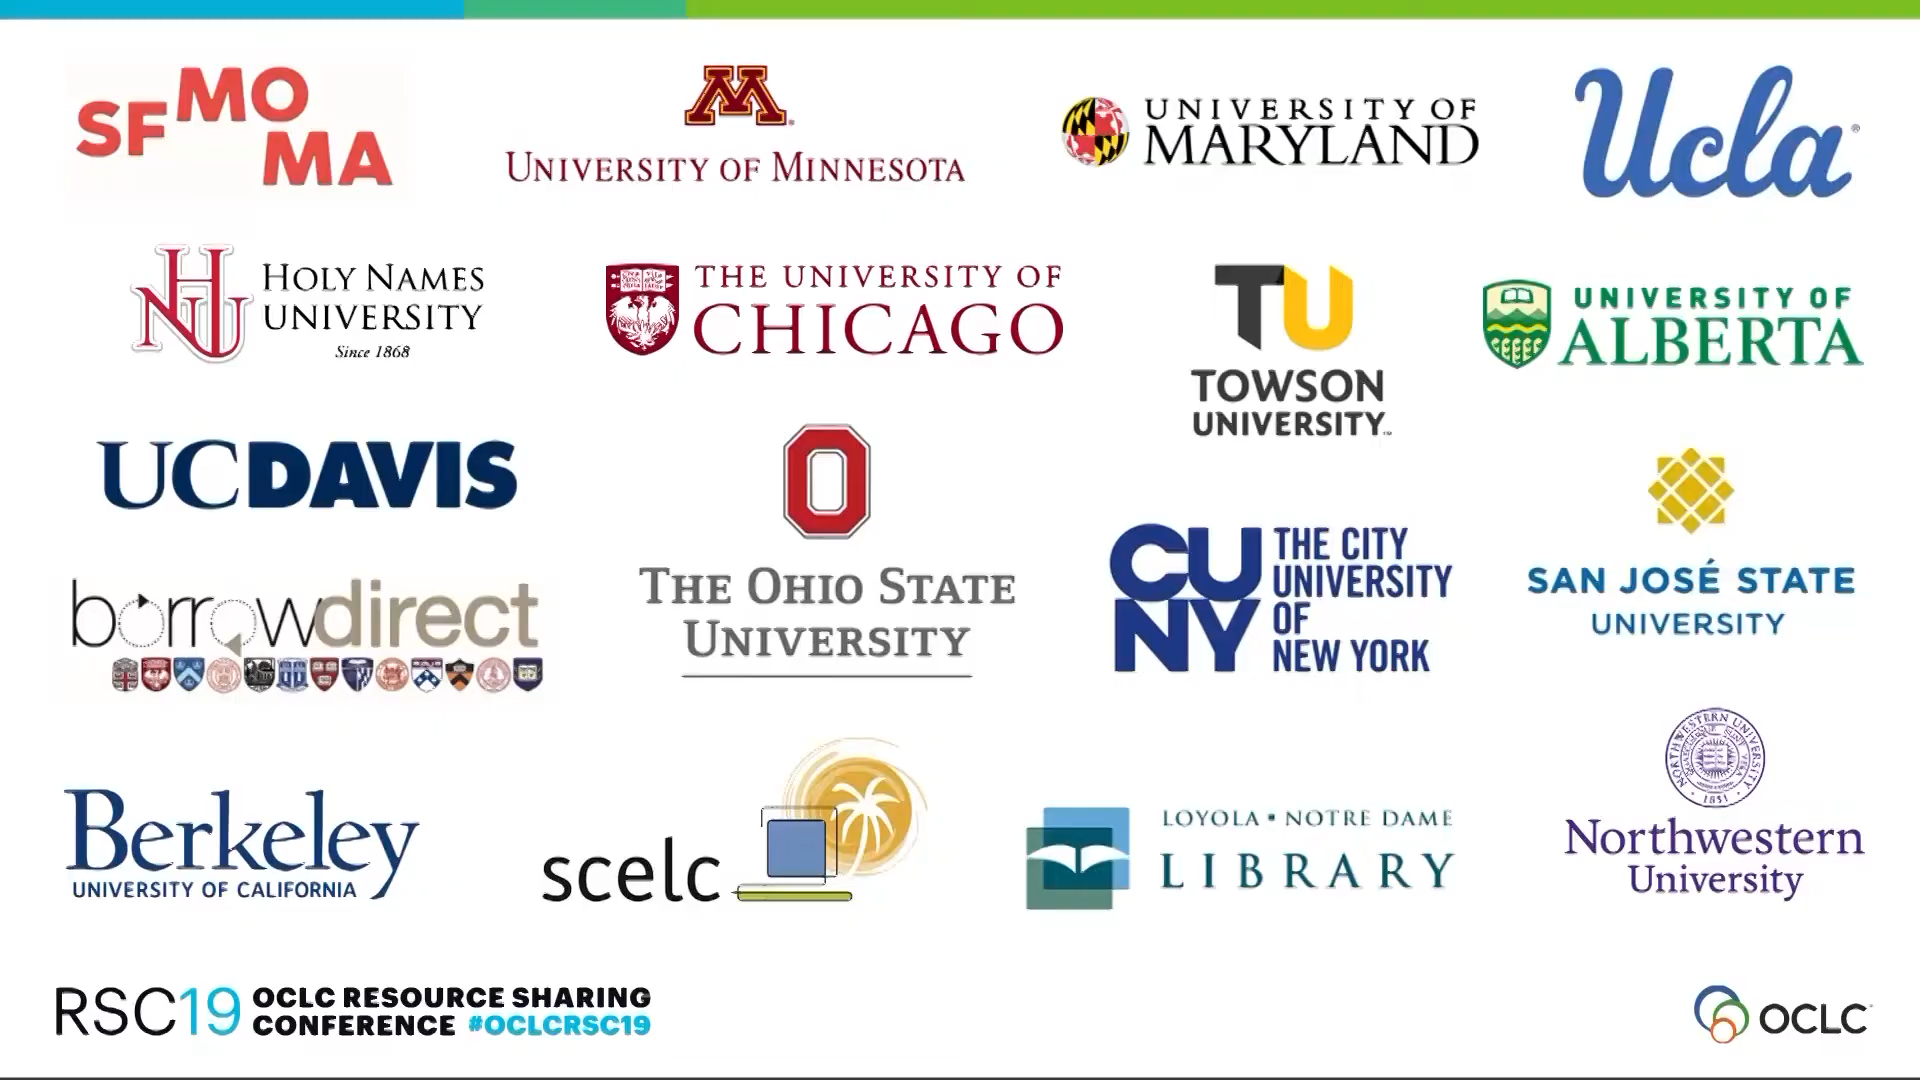 SF MO
MA
M
UNIVERSITY OF MINNESOTA
UNIVERSITY OF
MARYLAND
Ucla
HNU
HOLY NAMES
UNIVERSITY
Since 1868
THE UNIVERSITY OF
CHICAGO
TU
TOWSON
UNIVERSITY™
UNIVERSITY OF
ALBERTA
UCDAVIS
O
THE OHIO STATE
UNIVERSITY
CU
NY
THE CITY
UNIVERSITY
OF
NEW YORK
SAN JOSÉ STATE
UNIVERSITY
borrowdirect
Berkeley
UNIVERSITY OF CALIFORNIA
scelc
LOYOLA • NOTRE DAME
LIBRARY
NORTHWESTERN UNIVERSITY
1851
Northwestern
University
RSC19 OCLC RESOURCE SHARING
CONFERENCE #OCLCRSC19
OCLC